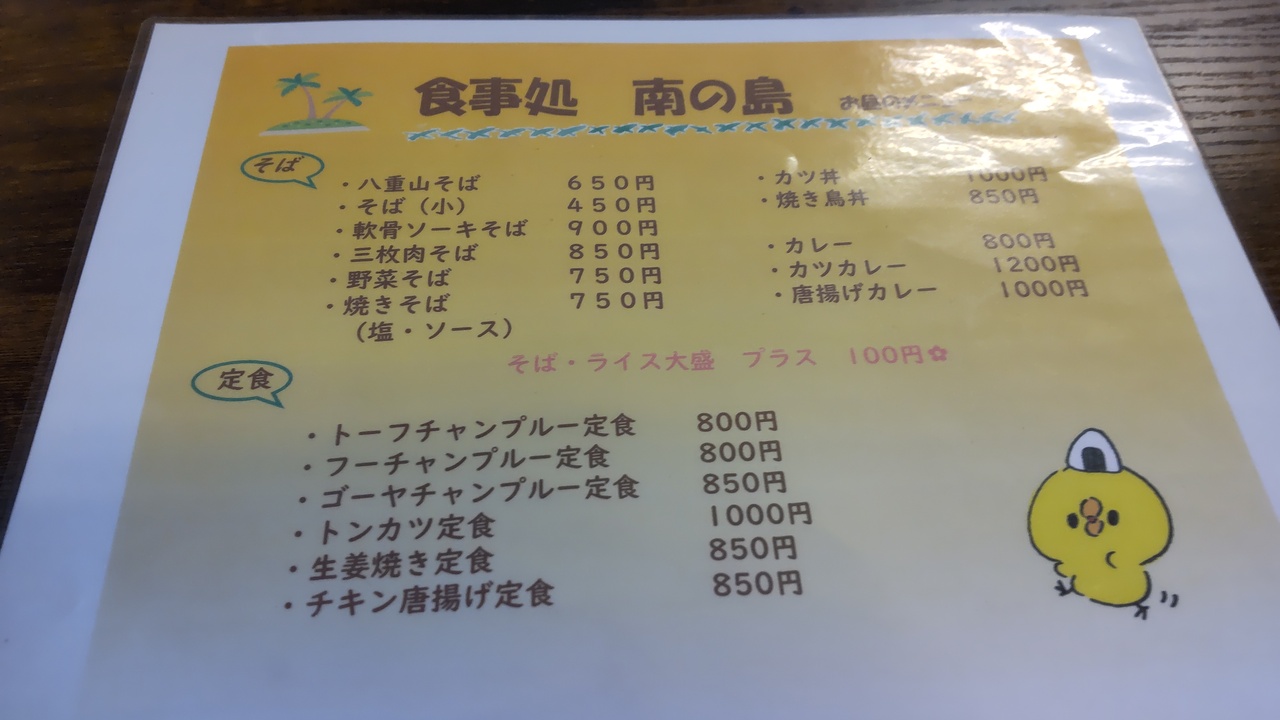 食事処 南の島 お昼のメニュー
そば
・八重山そば 650円
・そば（小） 450円
・軟骨ソーキそば 900円
・三枚肉そば 850円
・野菜そば 750円
・焼きそば 750円
（塩・ソース）
・カツ丼 1000円
・焼き鳥丼 850円
・カレー 800円
・カツカレー 1200円
・唐揚げカレー 1000円
そば・ライス大盛 プラス 100円✿
定食
・トーフチャンプルー定食 800円
・フーチャンプルー定食 800円
・ゴーヤチャンプルー定食 850円
・トンカツ定食 1000円
・生姜焼き定食 850円
・チキン唐揚げ定食 850円